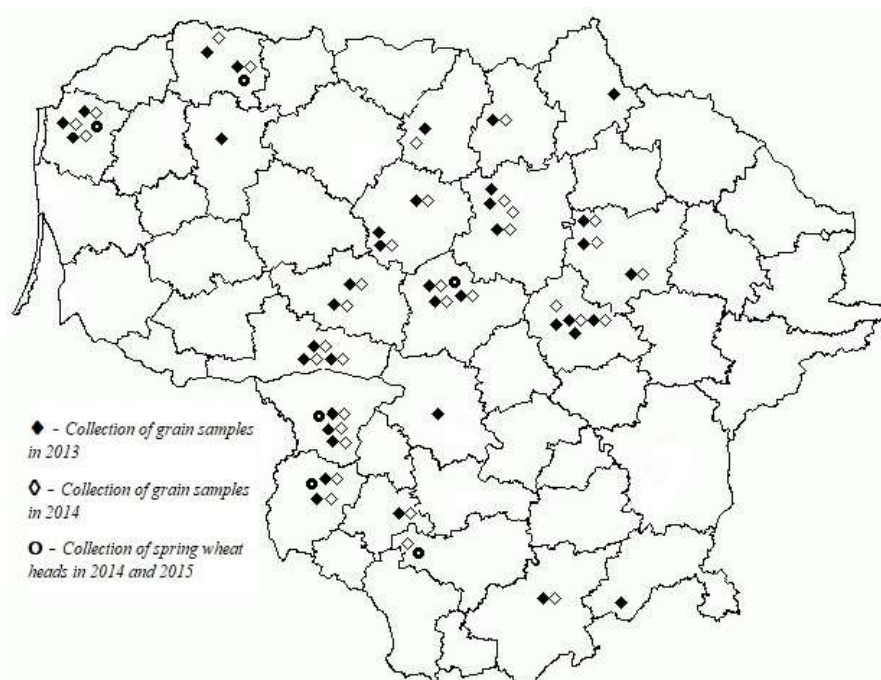 ◆ - Collection of grain samples
in 2013
◊ - Collection of grain samples
in 2014
O - Collection of spring wheat
heads in 2014 and 2015